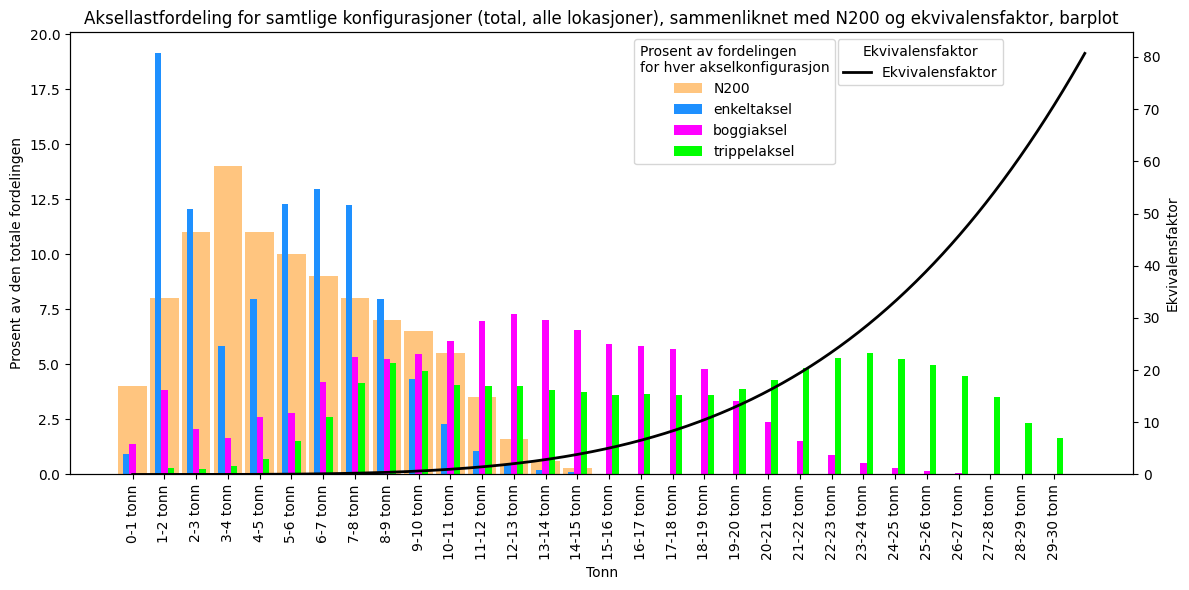 Aksellastfordeling for samtlige konfigurasjoner (total, alle lokasjoner), sammenliknet med N200 og ekvivalensfaktor, barplot
Prosent av den totale fordelingen
20.0
17.5
15.0
12.5
10.0
7.5
5.0
2.5
0.0
Prosent av fordelingen
for hver akselkonfigurasjon
N200
enkeltaksel
boggiaksel
trippelaksel
Ekvivalensfaktor
Ekvivalensfaktor
80
70
60
50
40
30
20
10
0
Ekvivalensfaktor
0-1 tonn
1-2 tonn
2-3 tonn
3-4 tonn
4-5 tonn
5-6 tonn
6-7 tonn
7-8 tonn
8-9 tonn
9-10 tonn
10-11 tonn
11-12 tonn
12-13 tonn
13-14 tonn
14-15 tonn
15-16 tonn
16-17 tonn
17-18 tonn
18-19 tonn
19-20 tonn
20-21 tonn
21-22 tonn
22-23 tonn
23-24 tonn
24-25 tonn
25-26 tonn
26-27 tonn
27-28 tonn
28-29 tonn
29-30 tonn
Tonn